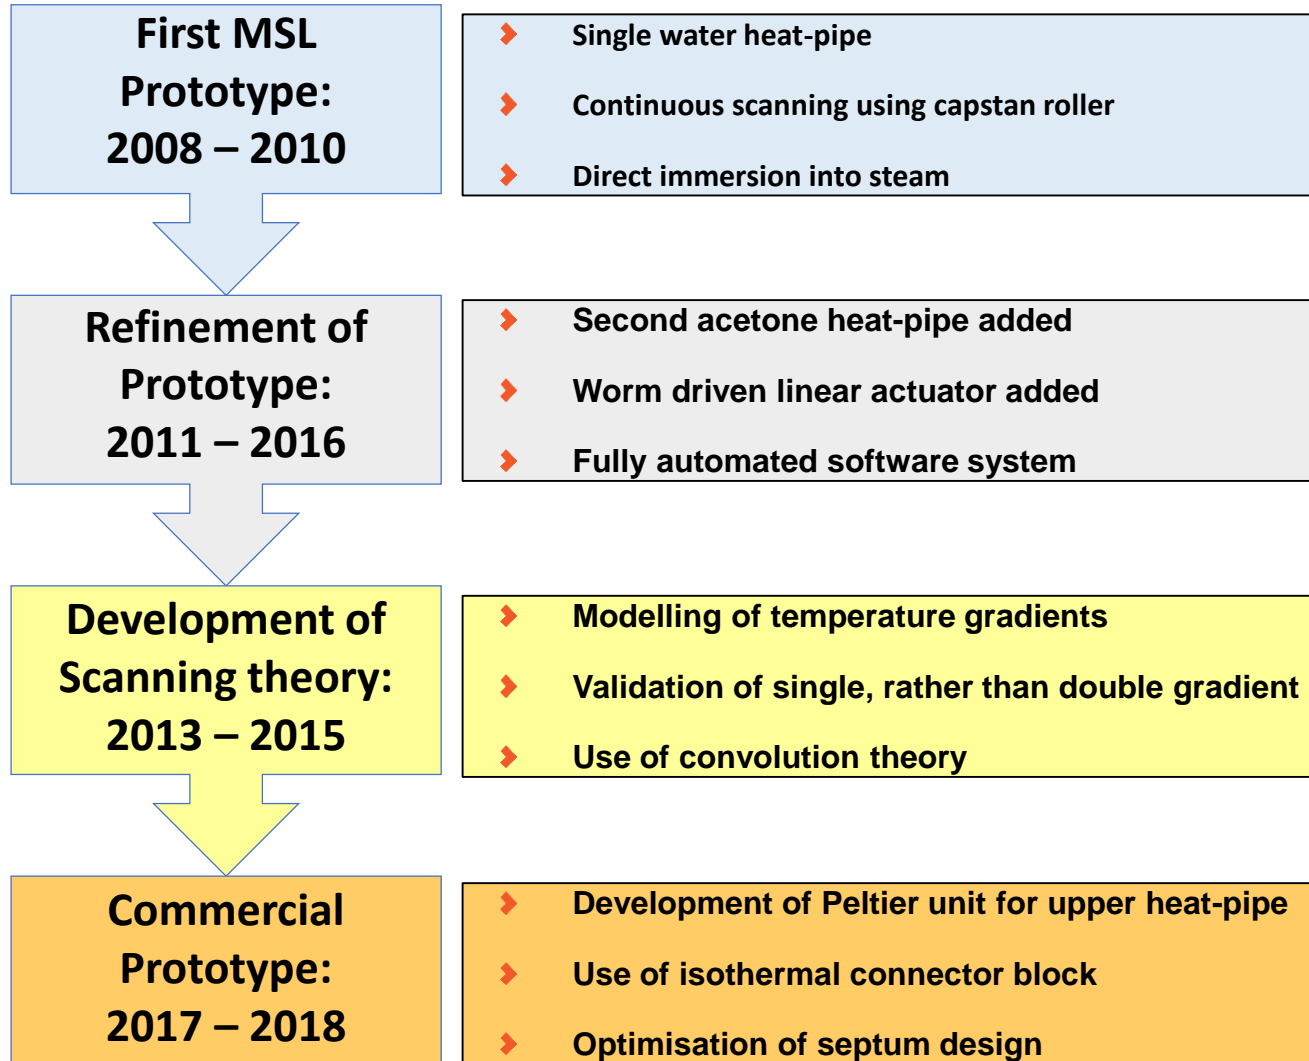 First MSL
Prototype:
2008 – 2010
Single water heat-pipe
Continuous scanning using capstan roller
Direct immersion into steam
Refinement of
Prototype:
2011 – 2016
Second acetone heat-pipe added
Worm driven linear actuator added
Fully automated software system
Development of
Scanning theory:
2013 – 2015
Modelling of temperature gradients
Validation of single, rather than double gradient
Use of convolution theory
Commercial
Prototype:
2017 – 2018
Development of Peltier unit for upper heat-pipe
Use of isothermal connector block
Optimisation of septum design